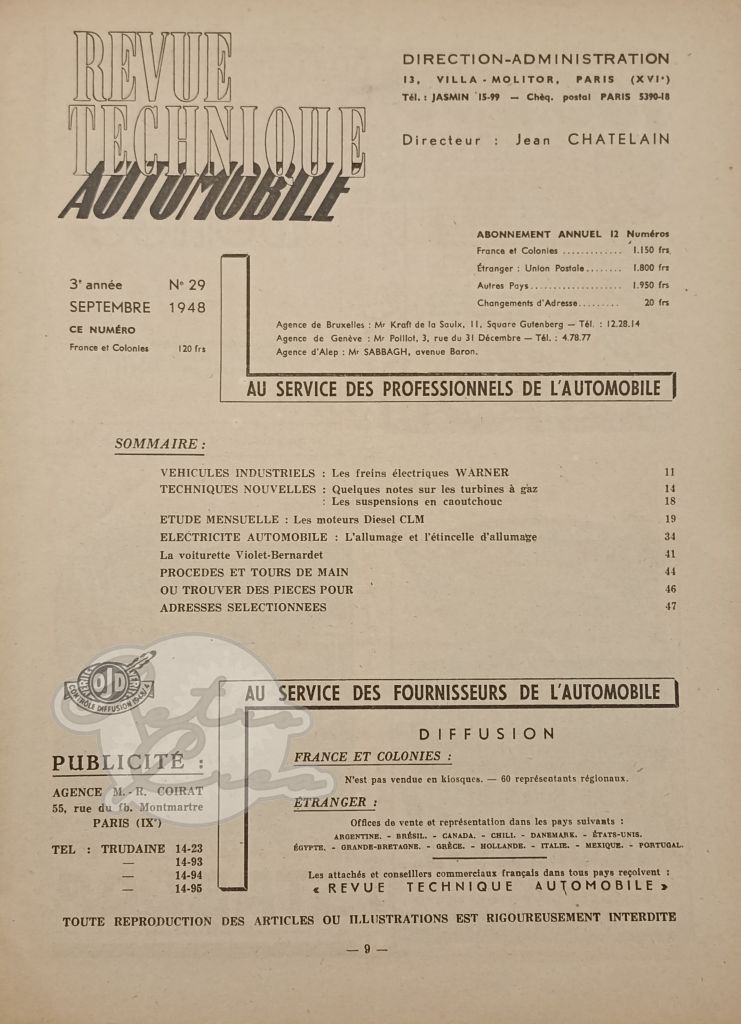 REVUE
TECHNIQUE
AUTOMOBILE
DIRECTION-ADMINISTRATION
13, VILLA - MOLITOR, PARIS (XVIe)
Tél. : JASMIN 15-99 — Chèq. postal PARIS 5390-18
Directeur : Jean CHATELAIN
ABONNEMENT ANNUEL 12 Numéros
France et Colonies ............. 1.150 frs
Étranger : Union Postale........ 1.800 frs
Autres Pays.................... 1.950 frs
Changements d'Adresse......... 20 frs
3e année No 29
SEPTEMBRE 1948
CE NUMÉRO
France et Colonies 120 frs
Agence de Bruxelles : Mr Kraft de la Saulx, 11, Square Gutenberg — Tél. : 12.28.14
Agence de Genève : Mr Poillot, 3, rue du 31 Décembre — Tél. : 4.78.77
Agence d'Alep : Mr SABBAGH, avenue Baron.
AU SERVICE DES PROFESSIONNELS DE L'AUTOMOBILE
SOMMAIRE :
VEHICULES INDUSTRIELS : Les freins électriques WARNER 11
TECHNIQUES NOUVELLES : Quelques notes sur les turbines à gaz 14
: Les suspensions en caoutchouc 18
ETUDE MENSUELLE : Les moteurs Diesel CLM 19
ELECTRICITE AUTOMOBILE : L'allumage et l'étincelle d'allumage 34
La voiturette Violet-Bernardet 41
PROCEDES ET TOURS DE MAIN 44
OU TROUVER DES PIECES POUR 46
ADRESSES SELECTIONNEES 47
OJD
CONTRÔLE DIFFUSION
Retro
Cres
AU SERVICE DES FOURNISSEURS DE L'AUTOMOBILE
PUBLICITÉ :
AGENCE M.-R. COIRAT
55, rue du fb. Montmartre
PARIS (IXe)
TEL : TRUDAINE 14-23
— 14-93
— 14-94
— 14-95
DIFFUSION
FRANCE ET COLONIES :
N'est pas vendue en kiosques. — 60 représentants régionaux.
ÉTRANGER :
Offices de vente et représentation dans les pays suivants :
ARGENTINE. - BRÉSIL. - CANADA. - CHILI. - DANEMARK. - ÉTATS-UNIS.
ÉGYPTE. - GRANDE-BRETAGNE. - GRÈCE. - HOLLANDE. - ITALIE. - MEXIQUE. - PORTUGAL.
Les attachés et conseillers commerciaux français dans tous pays reçoivent :
« REVUE TECHNIQUE AUTOMOBILE »
TOUTE REPRODUCTION DES ARTICLES OU ILLUSTRATIONS EST RIGOUREUSEMENT INTERDITE
— 9 —